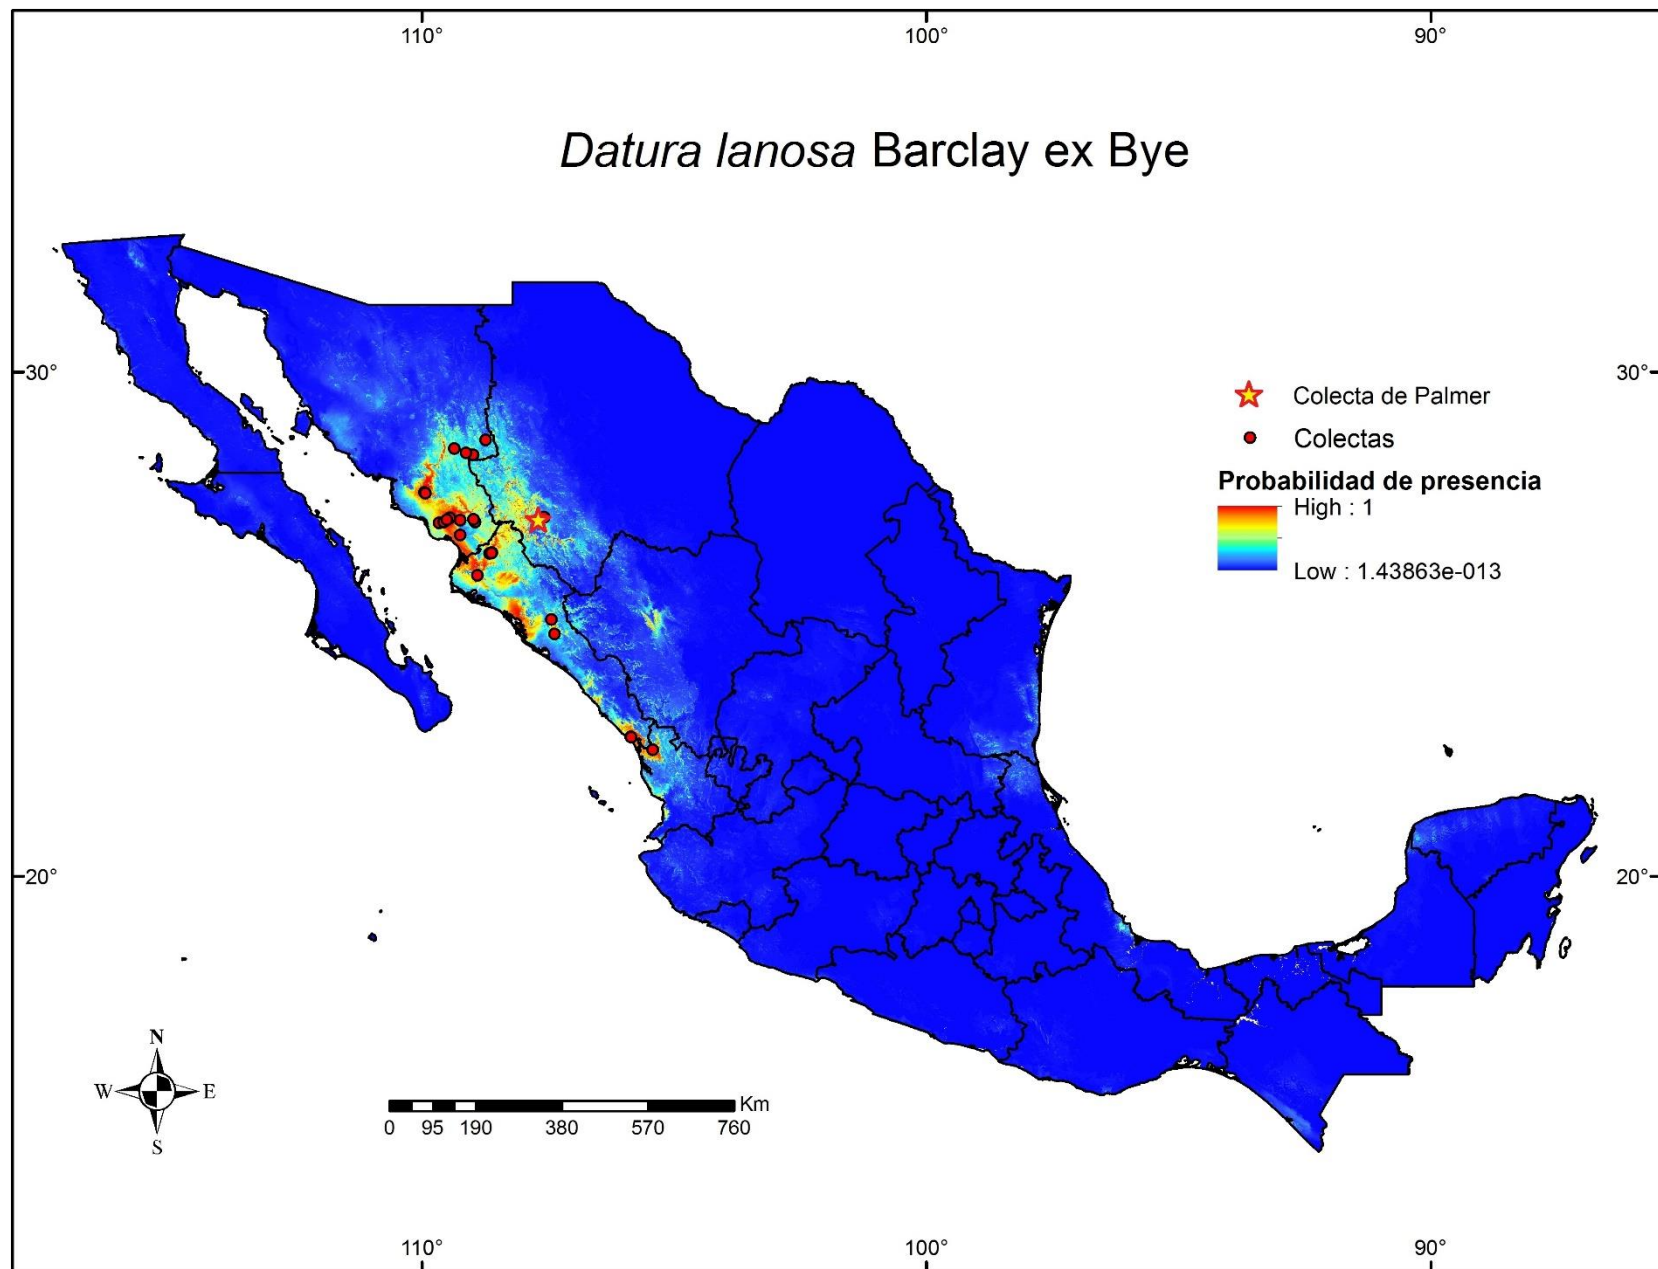 110° 100° 90°
Datura lanosa Barclay ex Bye
30° 30°
Colecta de Palmer
Colectas
Probabilidad de presencia
High : 1
Low : 1.43863e-013
20° 20°
N
W E
S
Km
0 95 190 380 570 760
110° 100° 90°